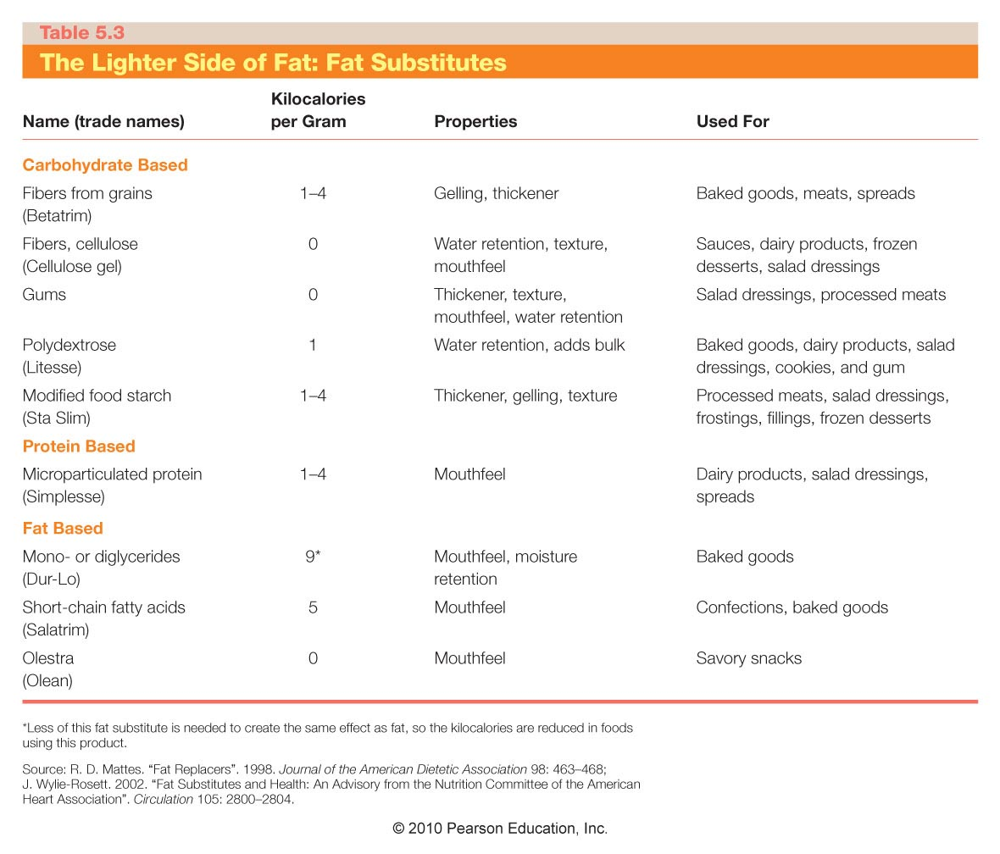 Table 5.3
The Lighter Side of Fat: Fat Substitutes
Kilocalories
Name (trade names) per Gram Properties Used For
Carbohydrate Based
Fibers from grains 1–4 Gelling, thickener Baked goods, meats, spreads
(Betatrim)
Fibers, cellulose 0 Water retention, texture, Sauces, dairy products, frozen
(Cellulose gel) mouthfeel desserts, salad dressings
Gums 0 Thickener, texture, Salad dressings, processed meats
mouthfeel, water retention
Polydextrose 1 Water retention, adds bulk Baked goods, dairy products, salad
(Litesse) dressings, cookies, and gum
Modified food starch 1–4 Thickener, gelling, texture Processed meats, salad dressings,
(Sta Slim) frostings, fillings, frozen desserts
Protein Based
Microparticulated protein 1–4 Mouthfeel Dairy products, salad dressings,
(Simplesse) spreads
Fat Based
Mono- or diglycerides 9* Mouthfeel, moisture Baked goods
(Dur-Lo) retention
Short-chain fatty acids 5 Mouthfeel Confections, baked goods
(Salatrim)
Olestra 0 Mouthfeel Savory snacks
(Olean)
*Less of this fat substitute is needed to create the same effect as fat, so the kilocalories are reduced in foods
using this product.
Source: R. D. Mattes. “Fat Replacers”. 1998. Journal of the American Dietetic Association 98: 463–468;
J. Wylie-Rosett. 2002. “Fat Substitutes and Health: An Advisory from the Nutrition Committee of the American
Heart Association”. Circulation 105: 2800–2804.
© 2010 Pearson Education, Inc.